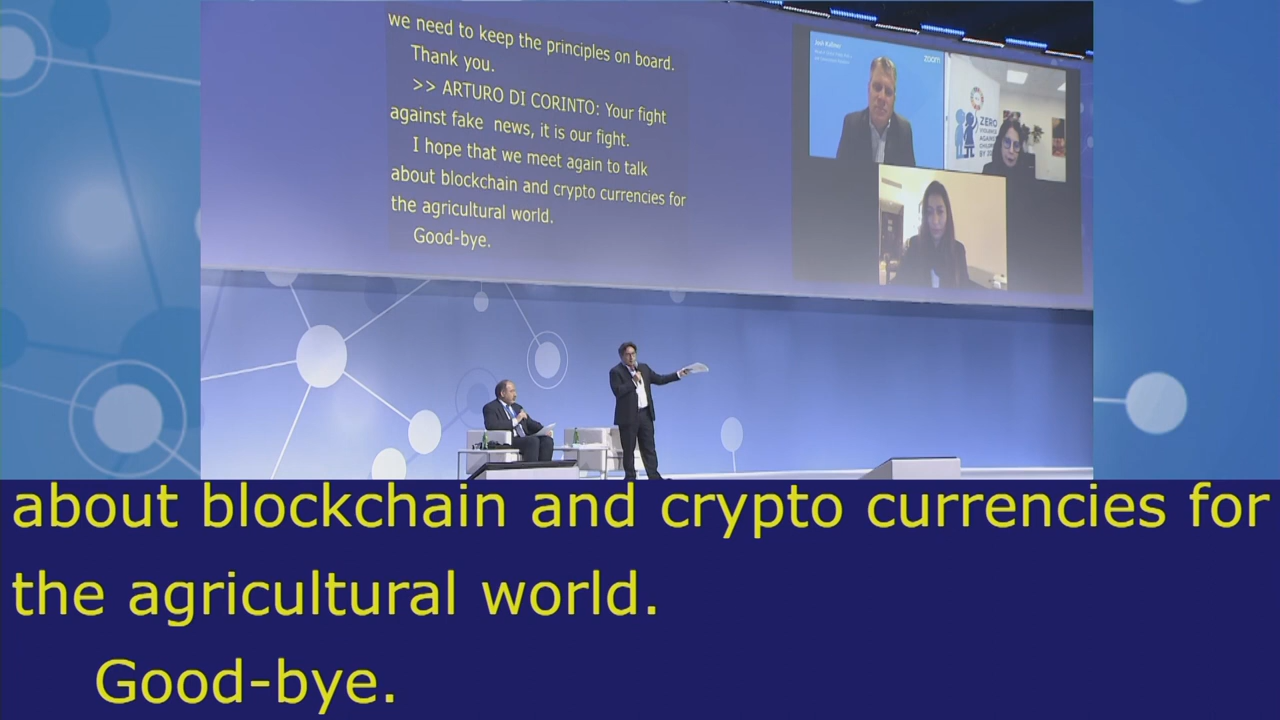 we need to keep the principles on board.
Thank you.
>> ARTURO DI CORINTO: Your fight
against fake news, it is our fight.
I hope that we meet again to talk
about blockchain and crypto currencies for
the agricultural world.
Good-bye.
zoom
ZERO
about blockchain and crypto currencies for
the agricultural world.
Good-bye.